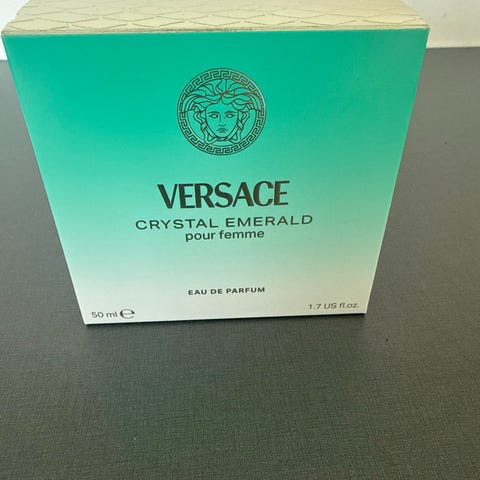 VERSACE
CRYSTAL EMERALD
pour femme
EAU DE PARFUM
50 ml ℮
1.7 US fl.oz.